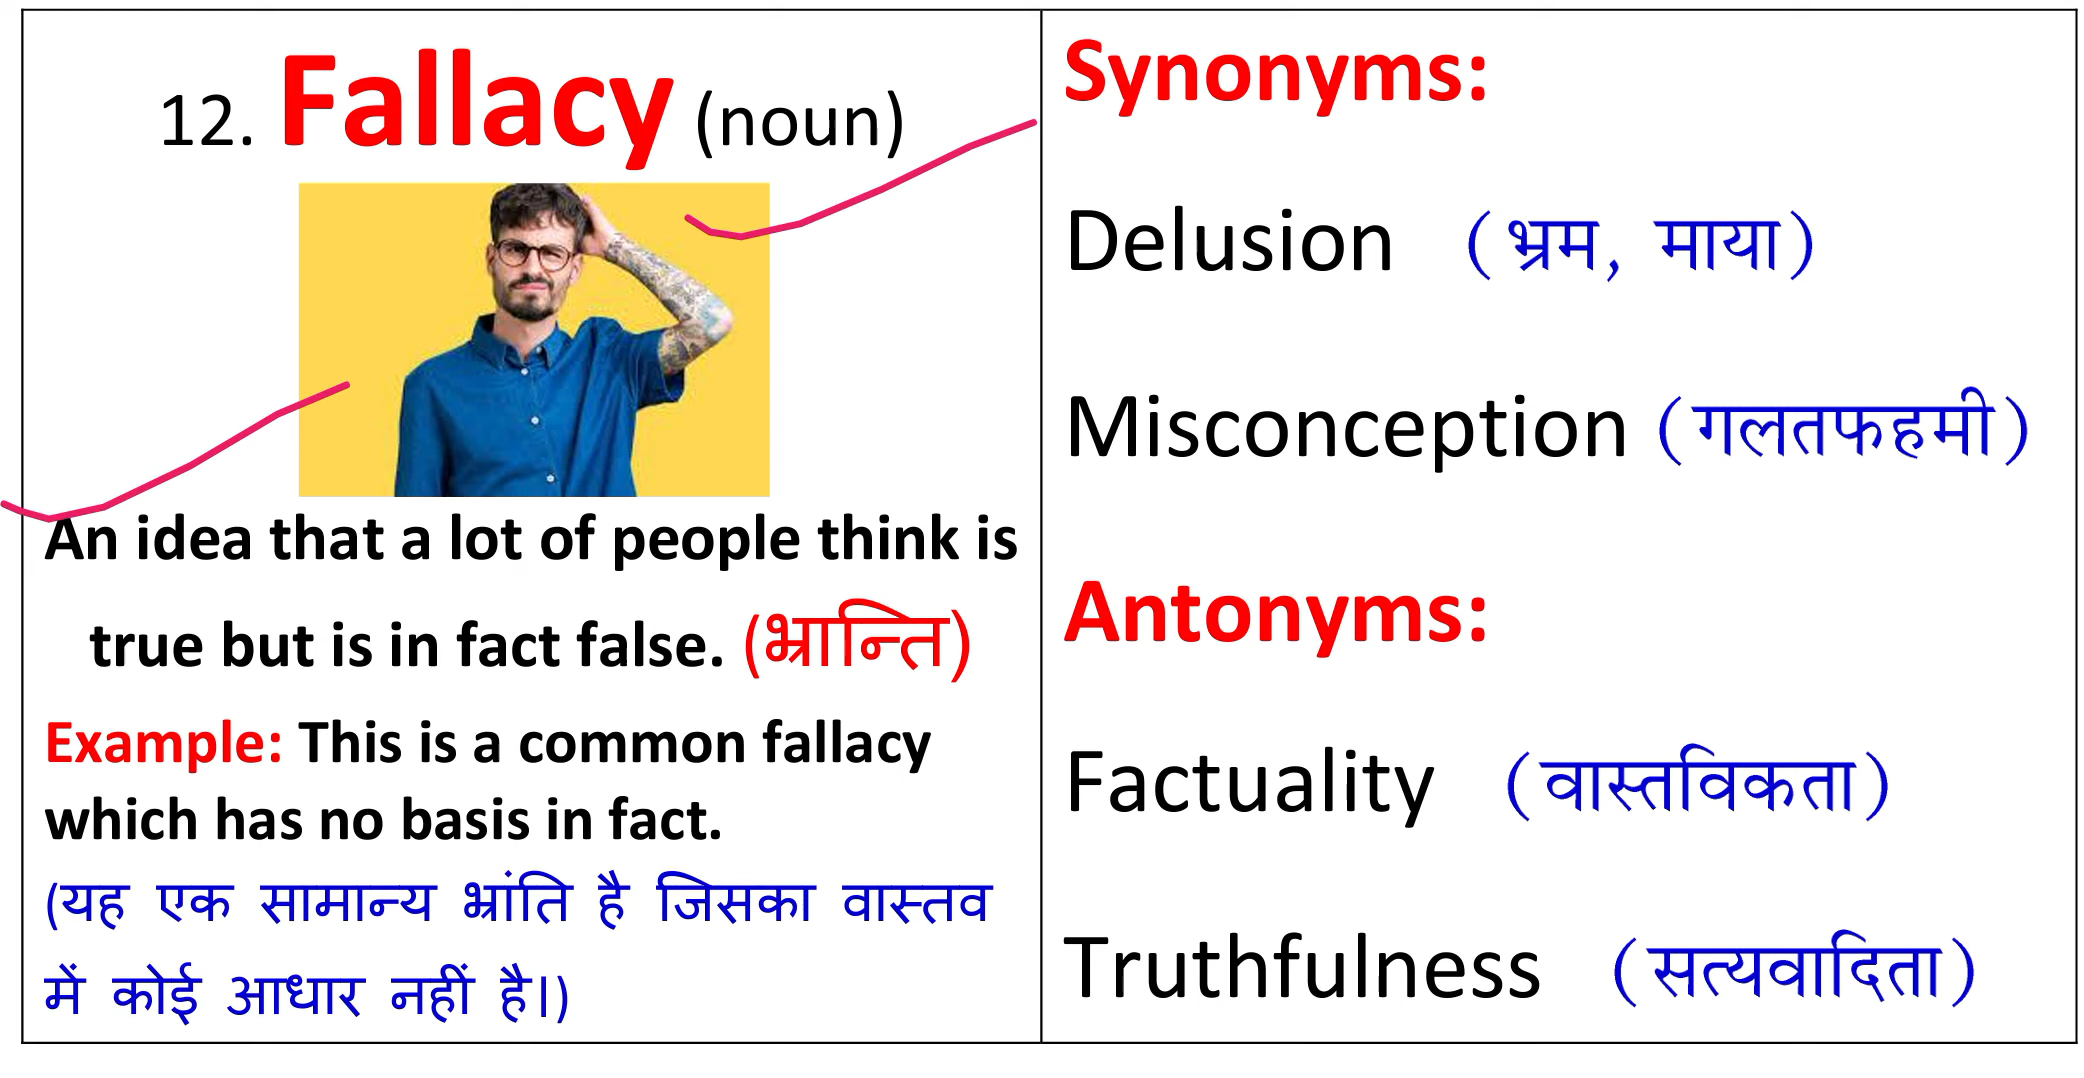 12. Fallacy (noun)
An idea that a lot of people think is
true but is in fact false. (भ्रान्ति)
Example: This is a common fallacy
which has no basis in fact.
(यह एक सामान्य भ्रांति है जिसका वास्तव
में कोई आधार नहीं है।)
Synonyms:
Delusion (भ्रम, माया)
Misconception (गलतफहमी)
Antonyms:
Factuality (वास्तविकता)
Truthfulness (सत्यवादिता)